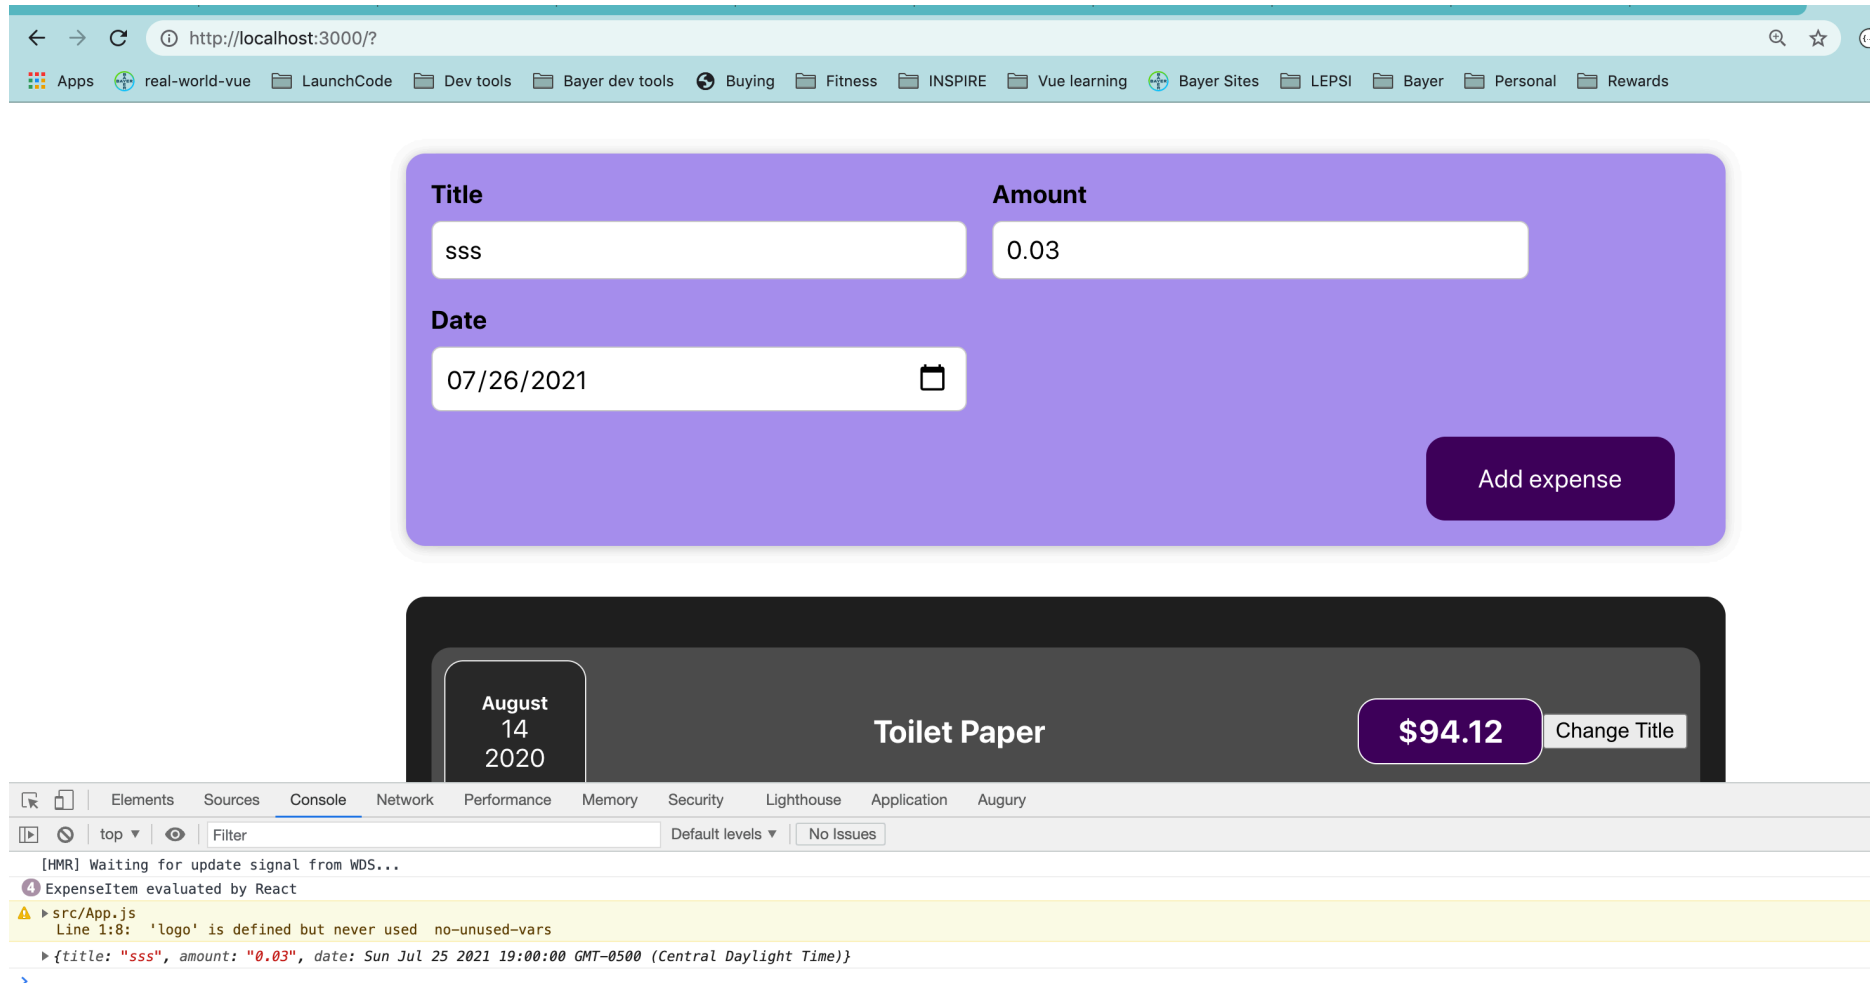 http://localhost:3000/?
Apps real-world-vue LaunchCode Dev tools Bayer dev tools Buying Fitness INSPIRE Vue learning Bayer Sites LEPSI Bayer Personal Rewards
Title Amount
sss 0.03
Date
07/26/2021
Add expense
August
14
2020
Toilet Paper
$94.12
Change Title
Elements Sources Console Network Performance Memory Security Lighthouse Application Augury
top ▼ Filter Default levels ▼ No Issues
[HMR] Waiting for update signal from WDS...
4 ExpenseItem evaluated by React
src/App.js
Line 1:8: 'logo' is defined but never used no-unused-vars
{title: "sss", amount: "0.03", date: Sun Jul 25 2021 19:00:00 GMT-0500 (Central Daylight Time)}